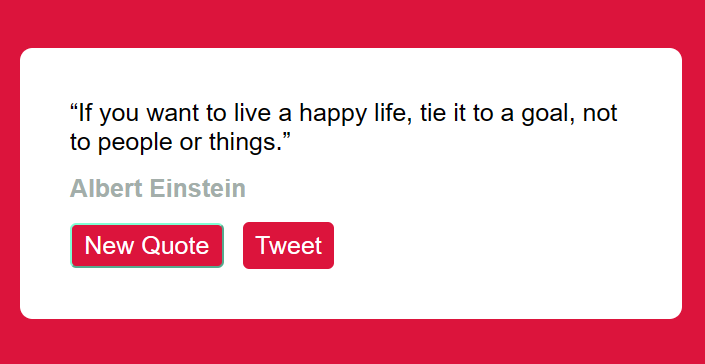 “If you want to live a happy life, tie it to a goal, not
to people or things.”
Albert Einstein
New Quote Tweet